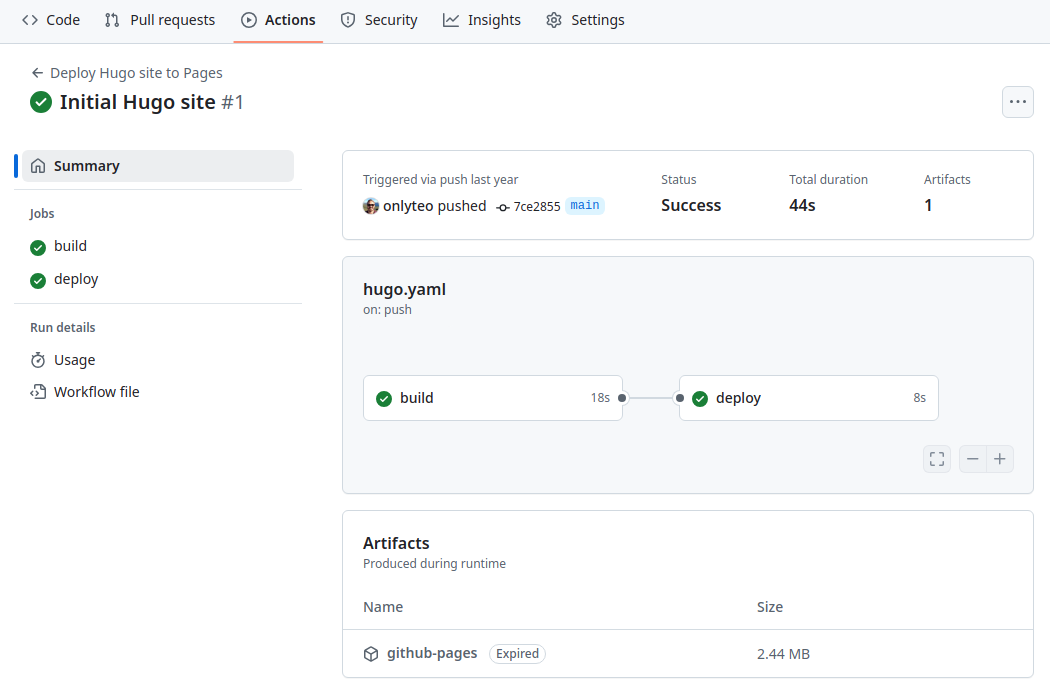 Code Pull requests Actions Security Insights Settings
Deploy Hugo site to Pages
Initial Hugo site #1
Summary
Jobs
build
deploy
Run details
Usage
Workflow file
Triggered via push last year
onlyteo pushed 7ce2855 main
Status
Success
Total duration
44s
Artifacts
1
hugo.yaml
on: push
build 18s
deploy 8s
Artifacts
Produced during runtime
Name Size
github-pages Expired 2.44 MB